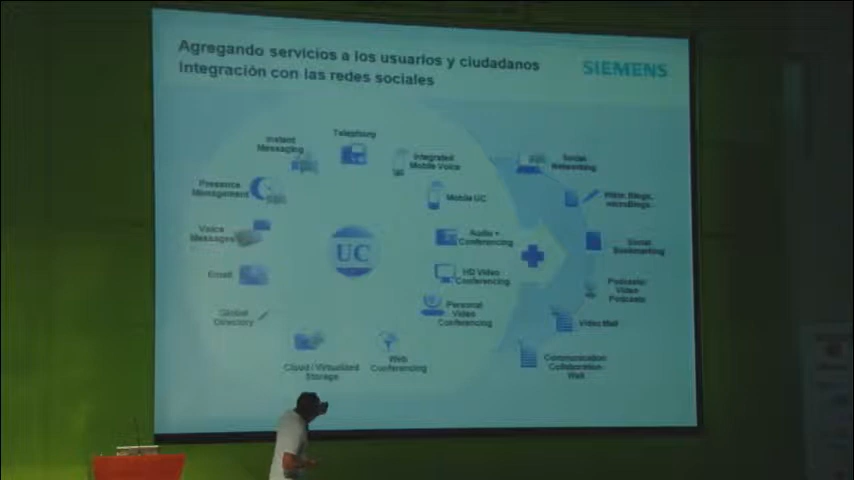 Agregando servicios a los usuarios y ciudadanos
Integración con las redes sociales
SIEMENS
Telephony
Instant
Messaging
Integrated
Mobile Voice
Presence
Management
Mobile UC
Voice
Messages
Audio +
Conferencing
UC
Email
HD Video
Conferencing
Global
Directory
Personal
Video
Conferencing
Cloud / Virtualized
Storage
Web
Conferencing
Social
Networking
Wikis, Blogs,
microBlogs
Social
Bookmarking
Podcasts/
Video
Podcasts
Video Mail
Communication
Collaboration
Wall